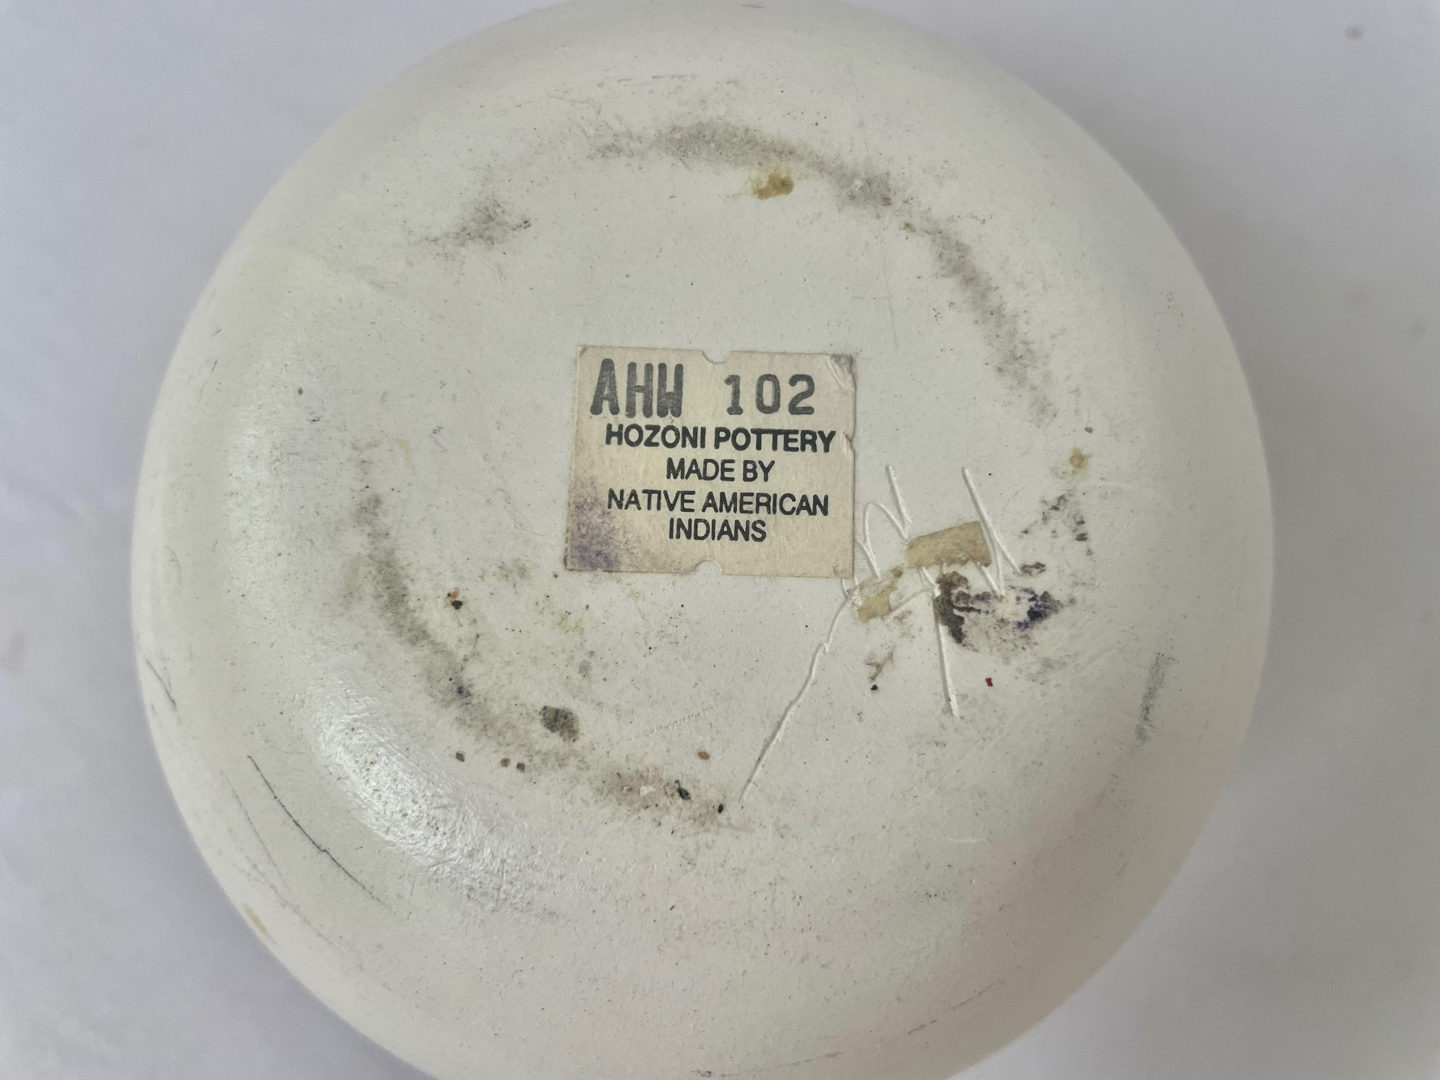 AHW 102
HOZONI POTTERY
MADE BY
NATIVE AMERICAN
INDIANS